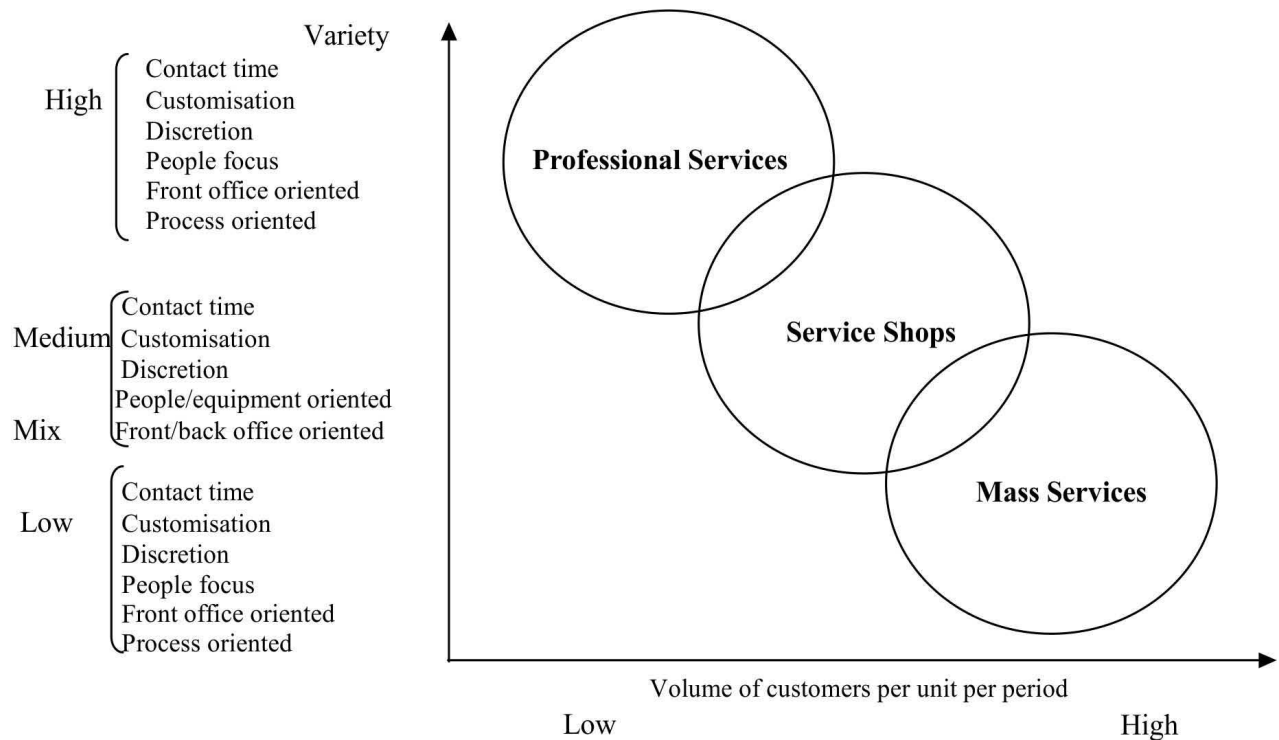 Variety
High
Contact time
Customisation
Discretion
People focus
Front office oriented
Process oriented
Professional Services
Medium
Contact time
Customisation
Discretion
People/equipment oriented
Mix
Front/back office oriented
Service Shops
Low
Contact time
Customisation
Discretion
People focus
Front office oriented
Process oriented
Mass Services
Volume of customers per unit per period
Low
High